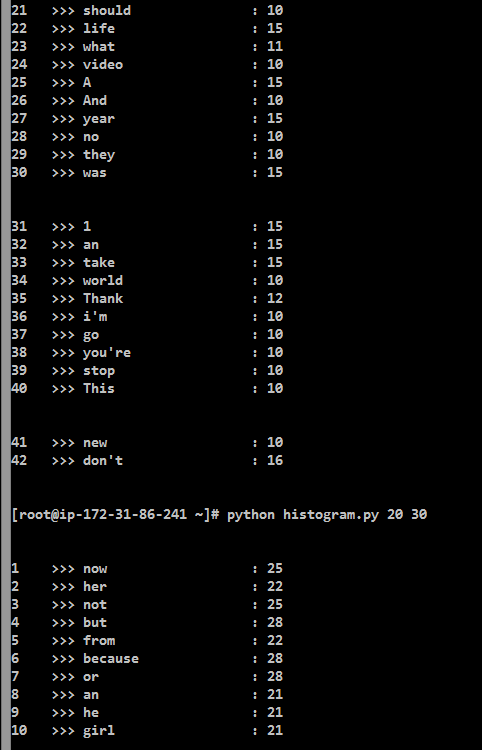 21 >>> should : 10
22 >>> life : 15
23 >>> what : 11
24 >>> video : 10
25 >>> A : 15
26 >>> And : 10
27 >>> year : 15
28 >>> no : 10
29 >>> they : 10
30 >>> was : 15
31 >>> 1 : 15
32 >>> an : 15
33 >>> take : 15
34 >>> world : 10
35 >>> Thank : 12
36 >>> i'm : 10
37 >>> go : 10
38 >>> you're : 10
39 >>> stop : 10
40 >>> This : 10
41 >>> new : 10
42 >>> don't : 16
[root@ip-172-31-86-241 ~]# python histogram.py 20 30
1 >>> now : 25
2 >>> her : 22
3 >>> not : 25
4 >>> but : 28
5 >>> from : 22
6 >>> because : 28
7 >>> or : 28
8 >>> an : 21
9 >>> he : 21
10 >>> girl : 21